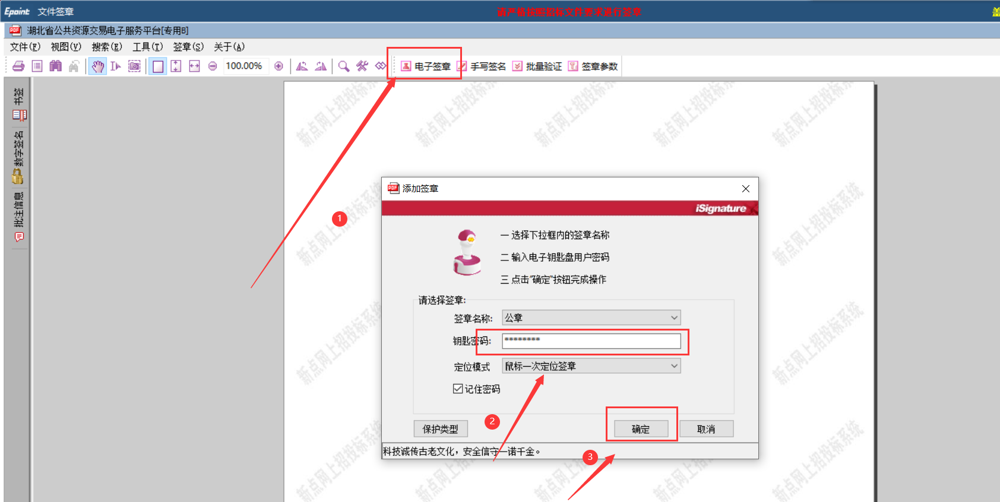 Epoint 文件签章
请严格按照招标文件要求进行签章
盖
湖北省公共资源交易电子服务平台[专用B]
文件(F) 视图(V) 搜索(E) 工具(T) 签章(S) 关于(A)
100.00% 电子签章 手写签名 批量验证 签章参数
书签
数字签名
批注信息
新点网上招投标系统
添加签章
iSignature
一 选择下拉框内的签章名称
二 输入电子钥匙盘用户密码
三 点击"确定"按钮完成操作
请选择签章:
签章名称: 公章
钥匙密码: ********
定位模式 鼠标一次定位签章
记住密码
保护类型 确定 取消
科技诚传古老文化，安全信守一诺千金。
1
2
3